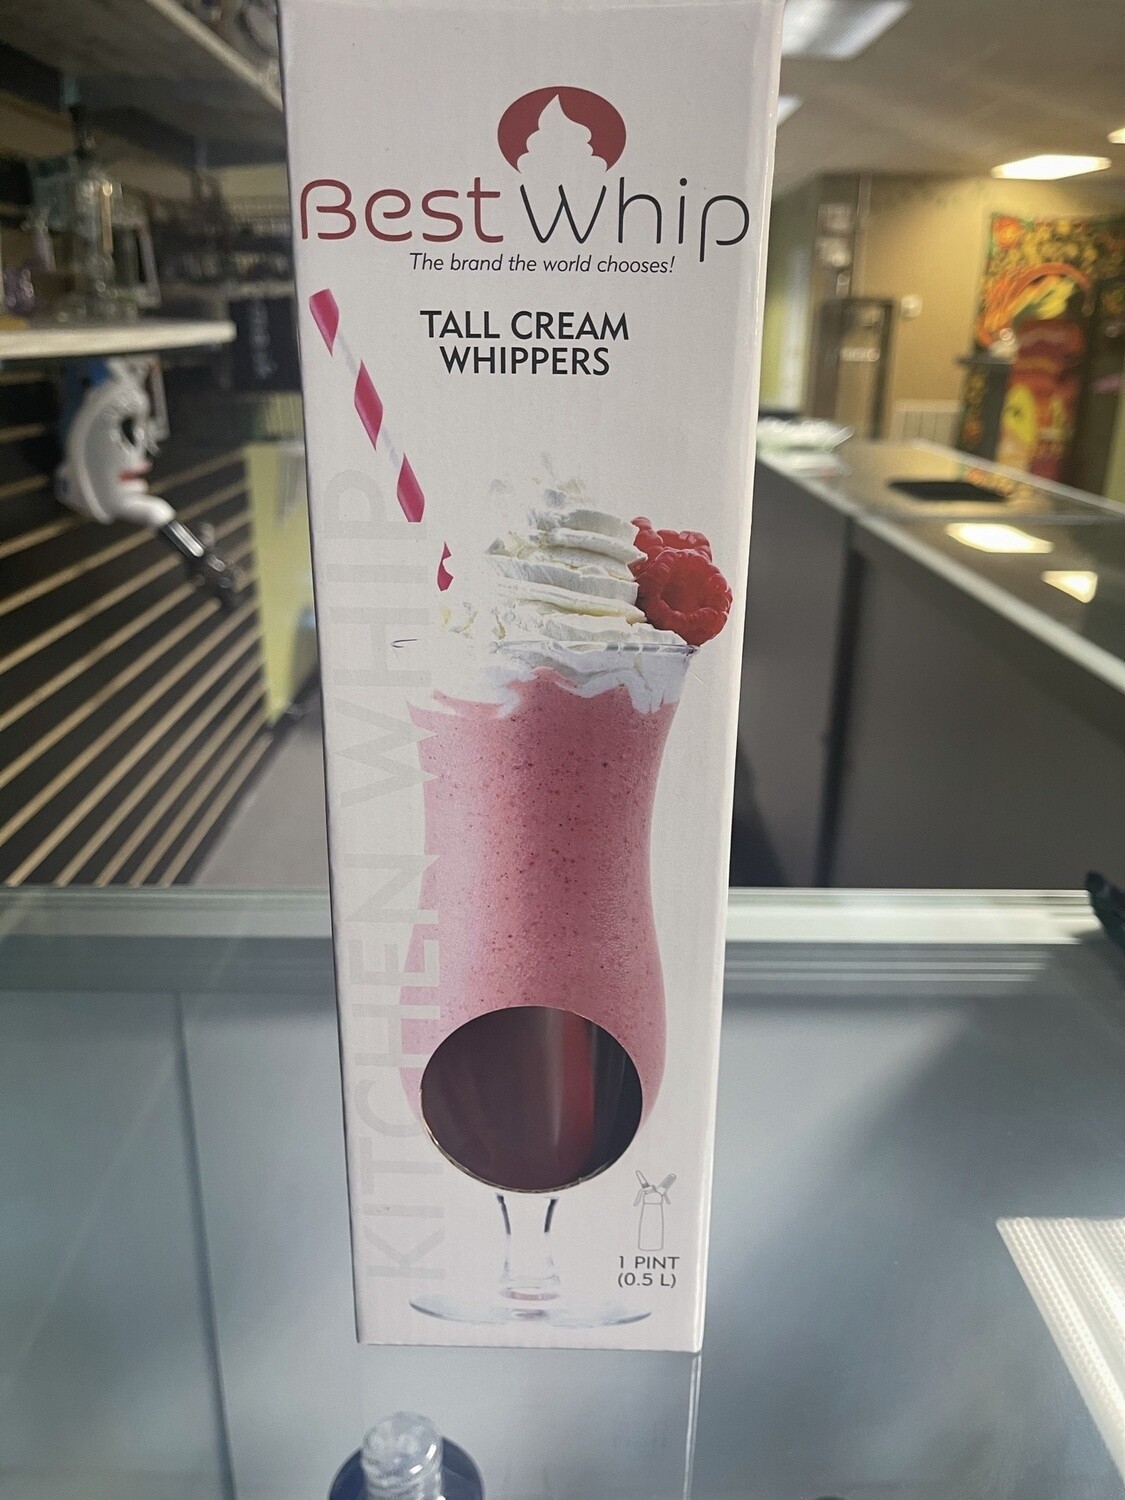 Best Whip
The brand the world chooses!
TALL CREAM
WHIPPERS
KITCHEN WHIP
1 PINT
(0.5 L)